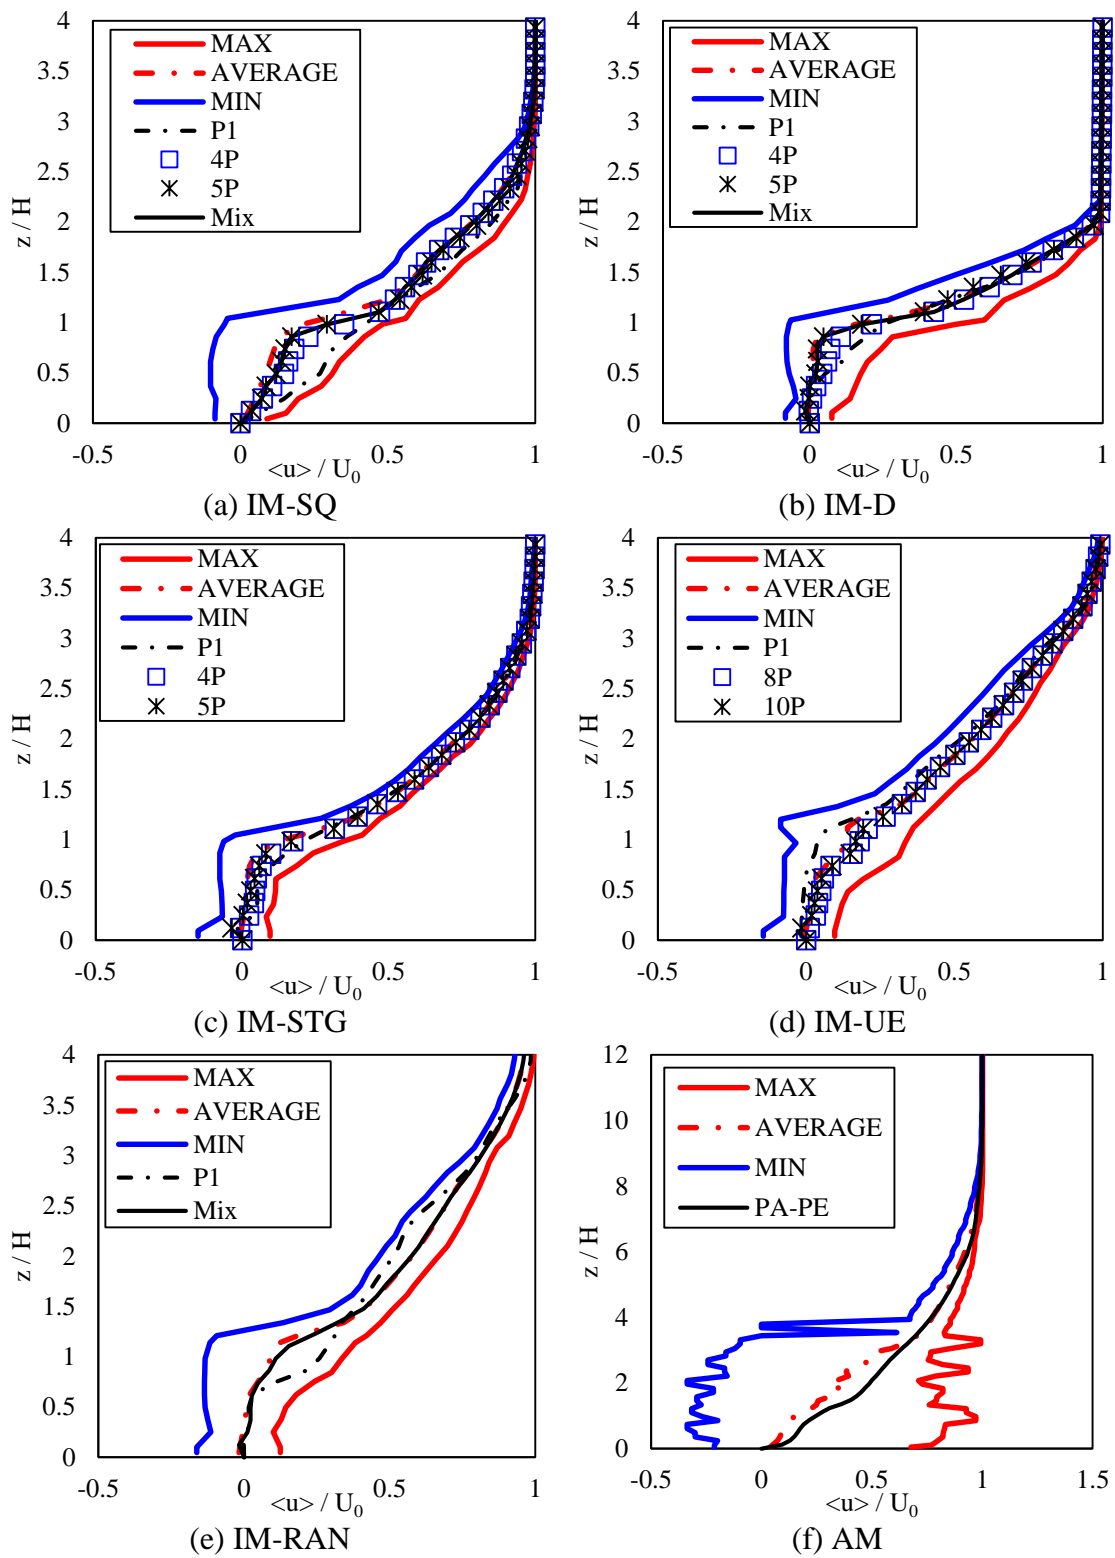 4
3.5
3
2.5
2
1.5
1
0.5
0
z / H
MAX
AVERAGE
MIN
P1
4P
5P
Mix
-0.5 0 0.5 1
<u> / U0
(a) IM-SQ
4
3.5
3
2.5
2
1.5
1
0.5
0
z / H
MAX
AVERAGE
MIN
P1
4P
5P
Mix
-0.5 0 0.5 1
<u> / U0
(b) IM-D
4
3.5
3
2.5
2
1.5
1
0.5
0
z / H
MAX
AVERAGE
MIN
P1
4P
5P
-0.5 0 0.5 1
<u> / U0
(c) IM-STG
4
3.5
3
2.5
2
1.5
1
0.5
0
z / H
MAX
AVERAGE
MIN
P1
8P
10P
-0.5 0 0.5 1
<u> / U0
(d) IM-UE
4
3.5
3
2.5
2
1.5
1
0.5
0
z / H
MAX
AVERAGE
MIN
P1
Mix
-0.5 0 0.5 1
<u> / U0
(e) IM-RAN
12
10
8
6
4
2
0
z / H
MAX
AVERAGE
MIN
PA-PE
-0.5 0 0.5 1 1.5
<u> / U0
(f) AM